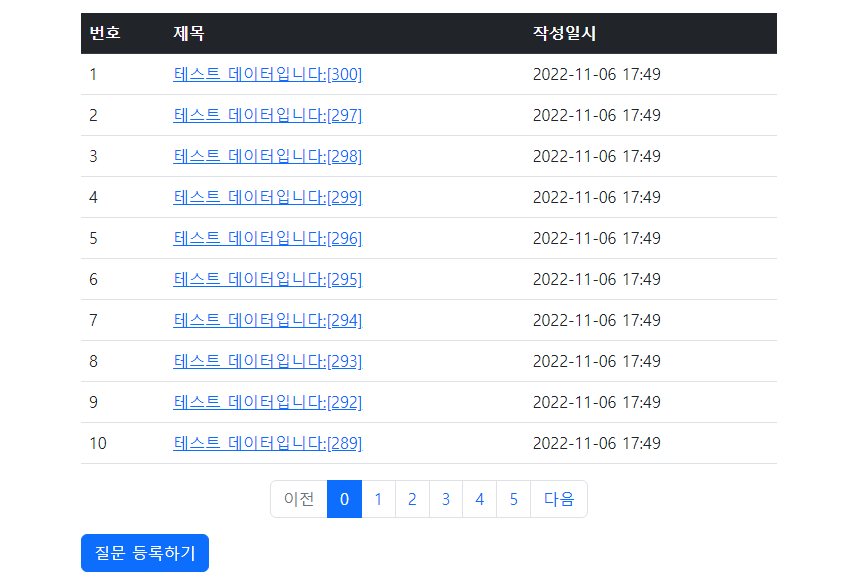 번호 제목 작성일시
1 테스트 데이터입니다:[300] 2022-11-06 17:49
2 테스트 데이터입니다:[297] 2022-11-06 17:49
3 테스트 데이터입니다:[298] 2022-11-06 17:49
4 테스트 데이터입니다:[299] 2022-11-06 17:49
5 테스트 데이터입니다:[296] 2022-11-06 17:49
6 테스트 데이터입니다:[295] 2022-11-06 17:49
7 테스트 데이터입니다:[294] 2022-11-06 17:49
8 테스트 데이터입니다:[293] 2022-11-06 17:49
9 테스트 데이터입니다:[292] 2022-11-06 17:49
10 테스트 데이터입니다:[289] 2022-11-06 17:49
이전 0 1 2 3 4 5 다음
질문 등록하기